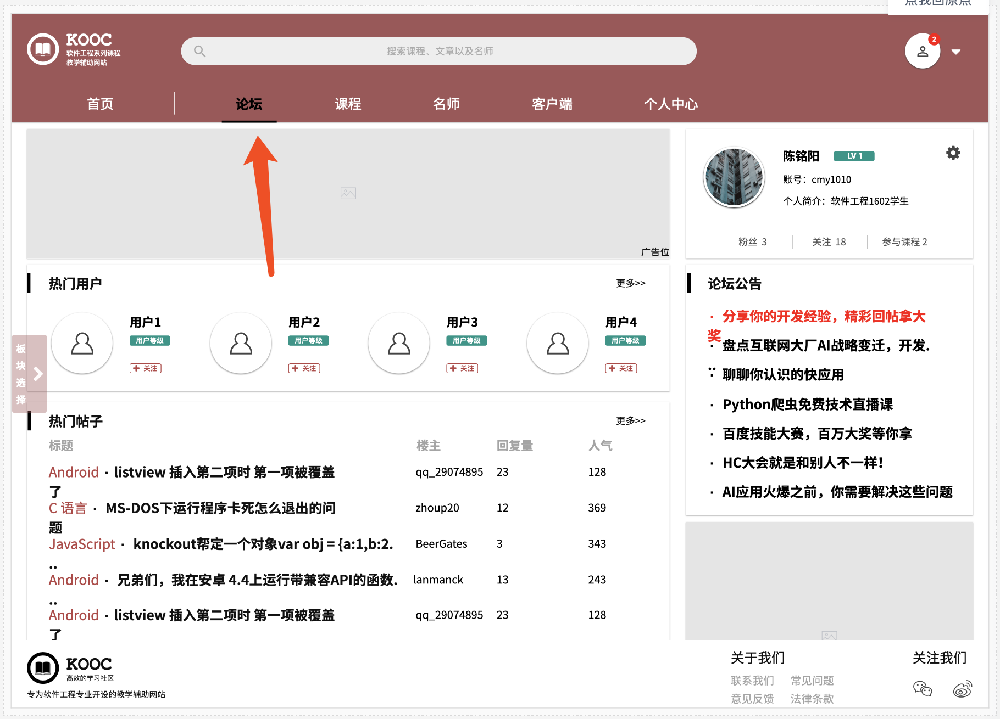 点我回原点
KOOC
软件工程系列课程
教学辅助网站
搜索课程、文章以及名师
2
首页
论坛
课程
名师
客户端
个人中心
广告位
陈铭阳
LV 1
账号：cmy1010
个人简介：软件工程1602学生
粉丝 3
关注 18
参与课程 2
热门用户
更多>>
用户1
用户等级
+ 关注
用户2
用户等级
+ 关注
用户3
用户等级
+ 关注
用户4
用户等级
+ 关注
板块选择
论坛公告
· 分享你的开发经验，精彩回帖拿大
奖
· 盘点互联网大厂AI战略变迁，开发.
..
· 聊聊你认识的快应用
· Python爬虫免费技术直播课
· 百度技能大赛，百万大奖等你拿
· HC大会就是和别人不一样！
· AI应用火爆之前，你需要解决这些问题
热门帖子
更多>>
标题 楼主 回复量 人气
Android · listview 插入第二项时 第一项被覆盖
了
qq_29074895 23 128
C 语言 · MS-DOS下运行程序卡死怎么退出的问
题
zhoup20 12 369
JavaScript · knockout帮定一个对象var obj = {a:1,b:2.
..
BeerGates 3 343
Android · 兄弟们，我在安卓 4.4上运行带兼容API的函数.
..
lanmanck 13 243
Android · listview 插入第二项时 第一项被覆盖
了
qq_29074895 23 128
KOOC
高效的学习社区
专为软件工程专业开设的教学辅助网站
关于我们
联系我们 常见问题
意见反馈 法律条款
关注我们